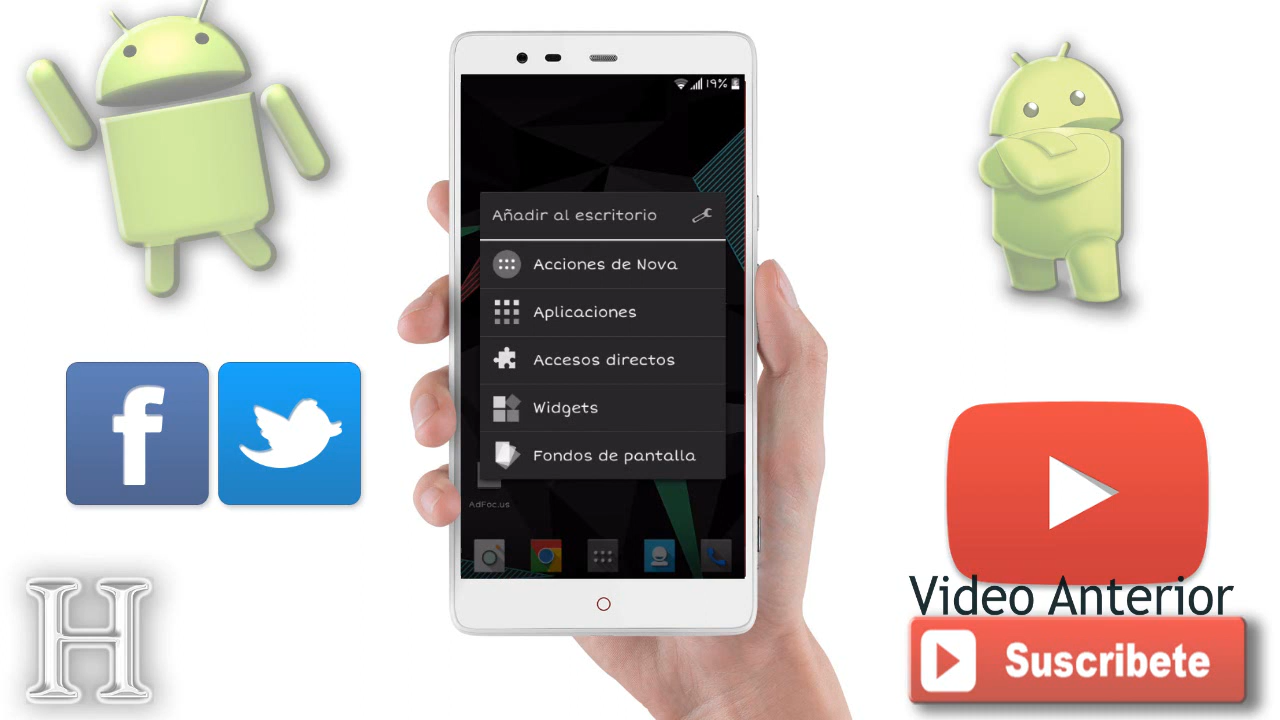 19%
Añadir al escritorio
Acciones de Nova
Aplicaciones
Accesos directos
Widgets
Fondos de pantalla
AdFoc.us
f
H
Video Anterior
Suscribete